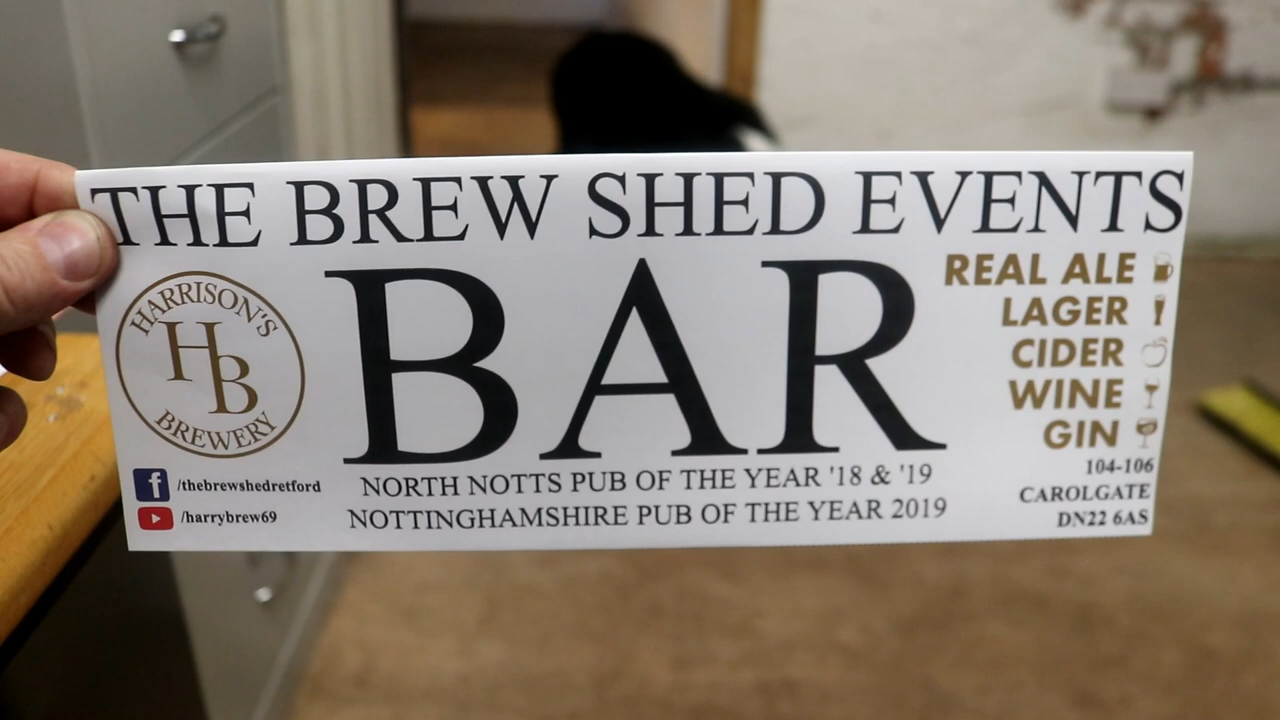 THE BREW SHED EVENTS
HARRISON'S
HB
BREWERY
BAR
REAL ALE
LAGER
CIDER
WINE
GIN
f /thebrewshedretford
/harrybrew69
NORTH NOTTS PUB OF THE YEAR '18 & '19
NOTTINGHAMSHIRE PUB OF THE YEAR 2019
104-106
CAROLGATE
DN22 6AS